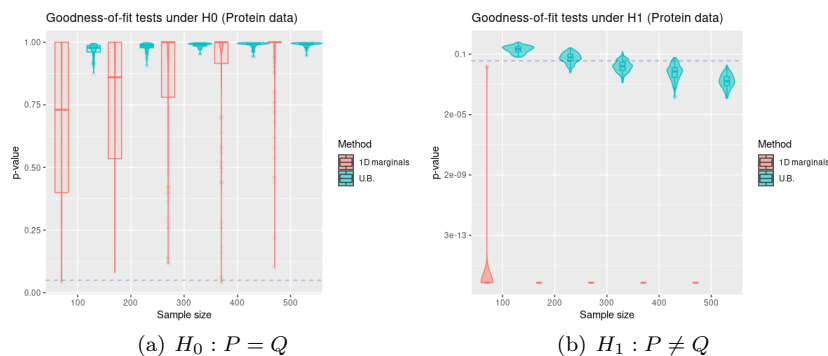 Goodness-of-fit tests under H0 (Protein data)
1.00
0.75
0.50
0.25
0.00
p-value
100
200
300
400
500
Sample size
Method
1D marginals
U.B.
(a) H₀ : P = Q
Goodness-of-fit tests under H1 (Protein data)
0.1
2e-05
2e-09
3e-13
p-value
100
200
300
400
500
Sample size
Method
1D marginals
U.B.
(b) H₁ : P ≠ Q